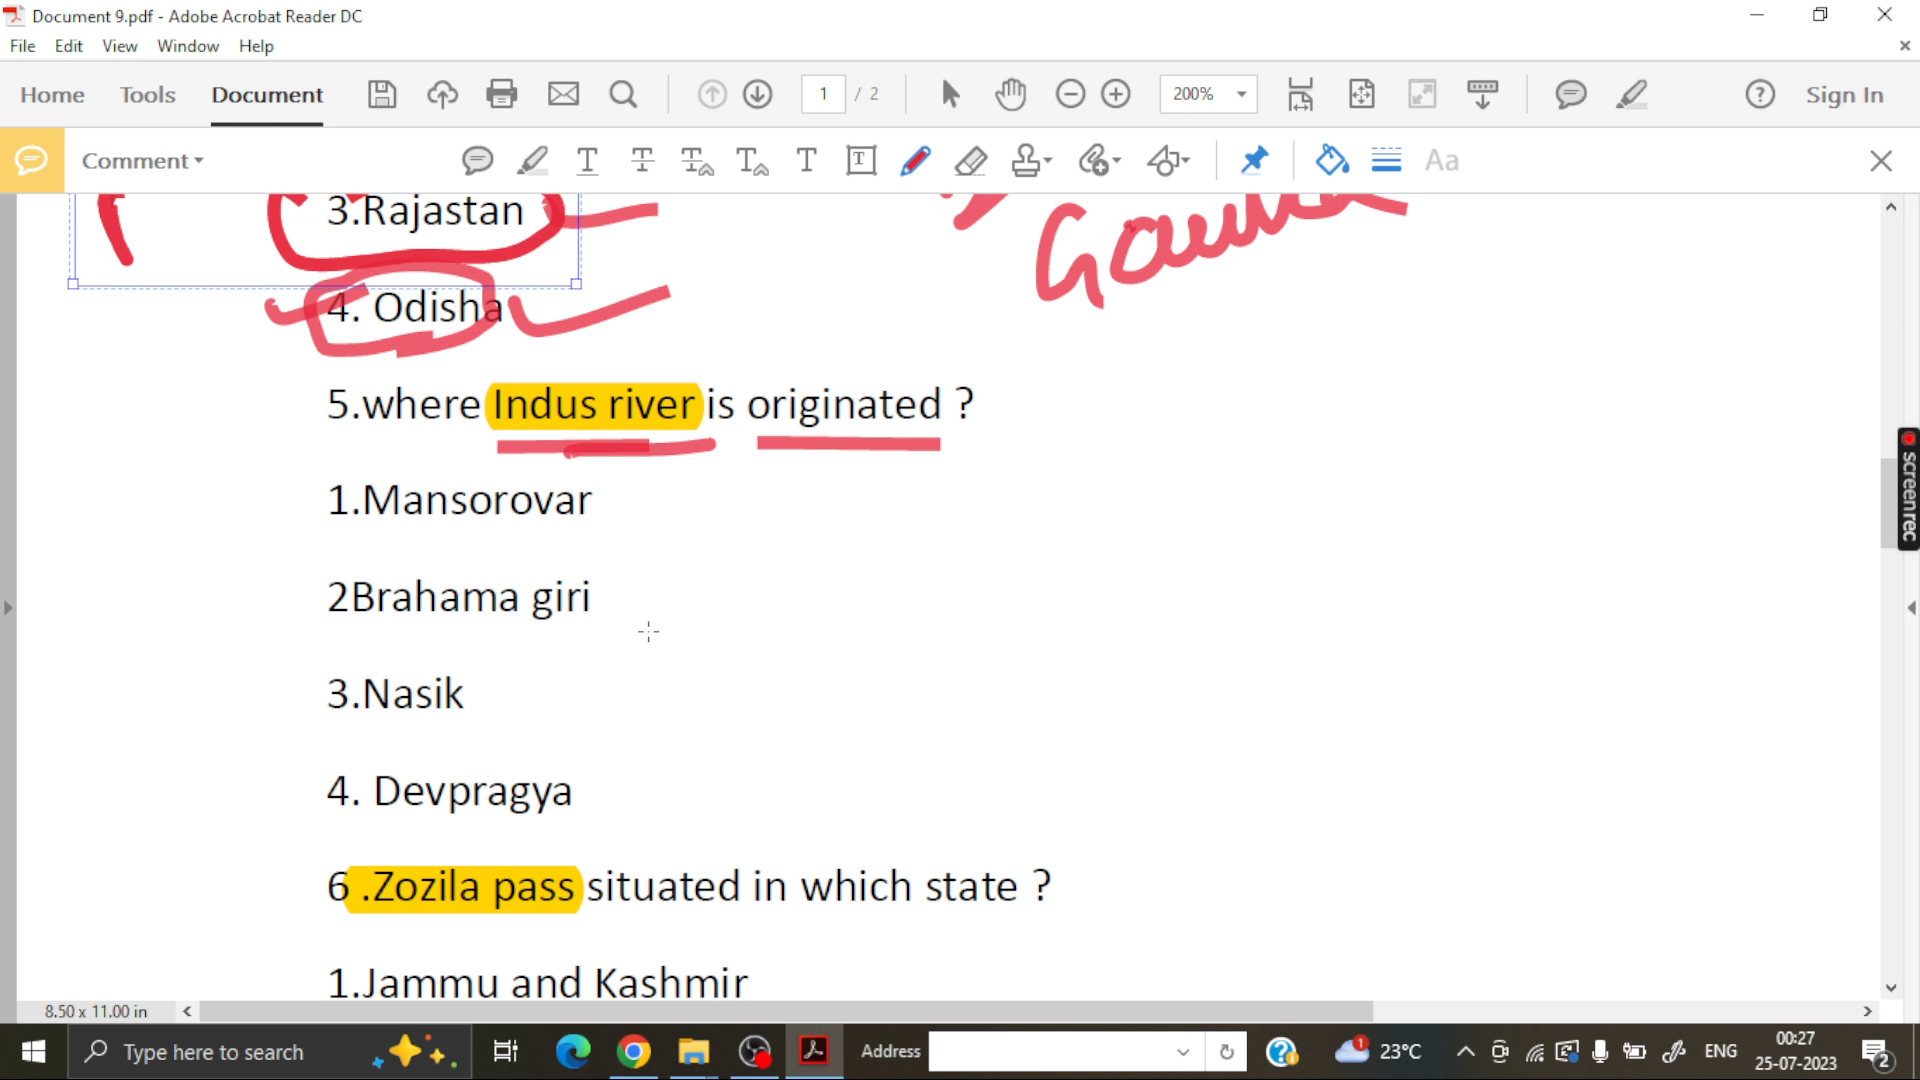 Document 9.pdf - Adobe Acrobat Reader DC
File Edit View Window Help
Home Tools Document 1 / 2 200% Sign In
Comment Aa
3.Rajastan
4. Odisha
5.where Indus river is originated ?
1.Mansorovar
2Brahama giri
3.Nasik
4. Devpragya
6 .Zozila pass situated in which state ?
1.Jammu and Kashmir
screenrec
8.50 x 11.00 in
Type here to search Address 1 23°C ENG 00:27
25-07-2023 2